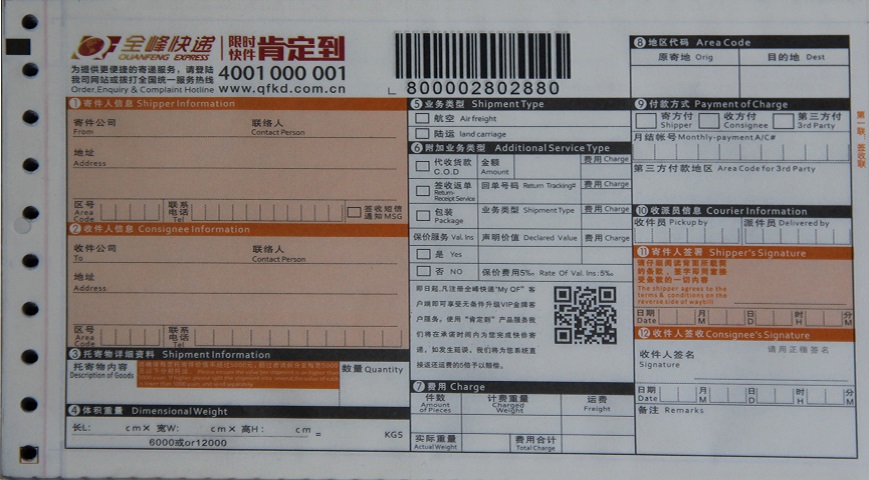 全峰快递
QUANFENG EXPRESS
限时
快件 肯定到
为提供更便捷的寄递服务，请登陆
我司网站或拨打全国统一服务热线
4001 000 001
Order,Enquiry & Complaint Hotline www.qfkd.com.cn
800002802880
① 寄件人信息 Shipper Information
寄件公司 联络人
From Contact Person
地址
Address
区号 联系
Area 电话
Code Tel
签收短信
通知MSG
② 收件人信息 Consignee Information
收件公司 联络人
To Contact Person
地址
Address
区号 联系
Area 电话
Code Tel
③ 托寄物详细资料 Shipment Information
托寄物内容
Description of Goods
数量 Quantity
④ 体积重量 Dimensional Weight
长L: cm× 宽W: cm× 高H: cm = KGS
6000或or12000
⑤ 业务类型 Shipment Type
航空 Air freight
陆运 land carriage
⑥ 附加业务类型 Additional Service Type
代收货款 金额 费用 Charge
C.O.D Amount
签收返单 回单号码 Return Tracking# 费用 Charge
Return-
Receipt Service
包装 业务类型 Shipment Type 费用 Charge
Package
保价服务 Val. Ins 声明价值 Declared Value 费用 Charge
是 Yes
否 NO 保价费用5‰ Rate Of Val. Ins:5‰
即日起,凡注册全峰快递"My QF"客
户端即可享受无条件升级VIP金牌客
户服务，使用"肯定到"产品服务我
们将在承诺时间内为您完成快件寄
递，如发生延误，我们将为您系统直
接返还运费的5倍予以赔偿。
⑦ 费用 Charge
件数 计费重量 运费
Amount Charged Freight
of Pieces Weight
实际重量 费用合计
Actual Weight Total Charge
⑧ 地区代码 Area Code
原寄地 Orig 目的地 Dest
⑨ 付款方式 Payment of Charge
寄方付 收方付 第三方付
Shipper Consignee 3rd Party
月结帐号 Monthly-payment A/C#
第三方付款地区 Area Code for 3rd Party
⑩ 收派员信息 Courier Information
收件员 Pickup by 派件员 Delivered by
⑪ 寄件人签署 Shipper's Signature
请仔细阅读背面所载的
的条款，签字即同意接
受条款的一切内容
The shipper agrees to the
terms & conditions on the
reverse side of waybill
日期 月 日 时 分
Date M D H M
⑫ 收件人签收 Consignee's Signature
收件人签名 请用正楷签名
Signature
日期 月 日 时 分
Date M D H M
备注 Remarks
第一联，签收联